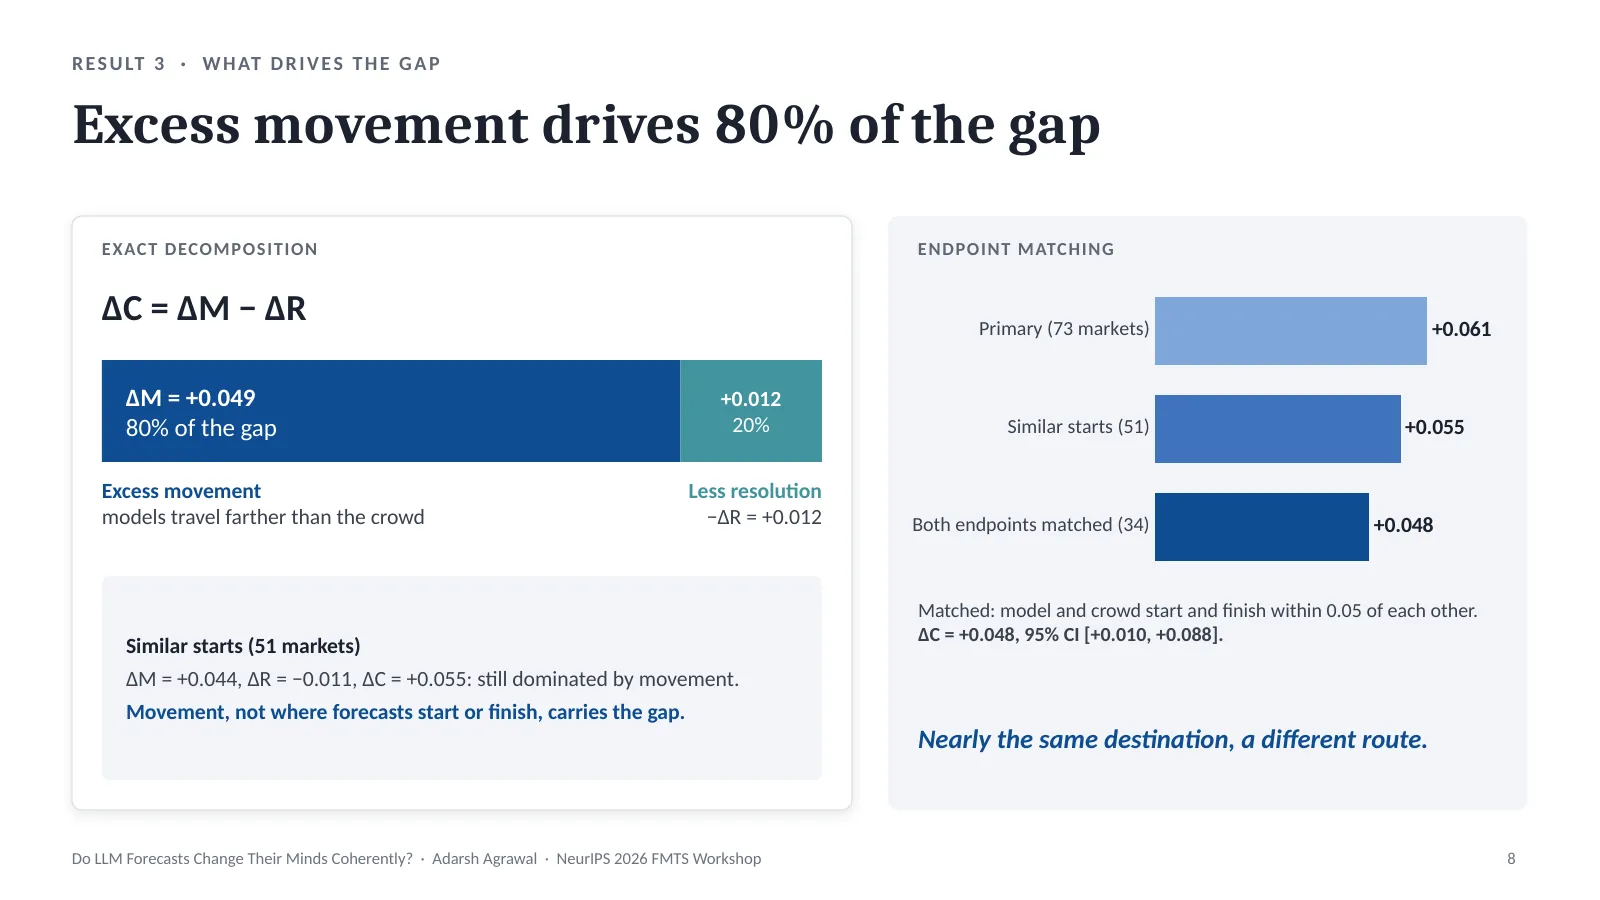 RESULT 3 · WHAT DRIVES THE GAP
Excess movement drives 80% of the gap
EXACT DECOMPOSITION
ΔC = ΔM − ΔR
ΔM = +0.049
80% of the gap
+0.012
20%
Excess movement
models travel farther than the crowd
Less resolution
−ΔR = +0.012
Similar starts (51 markets)
ΔM = +0.044, ΔR = −0.011, ΔC = +0.055: still dominated by movement.
Movement, not where forecasts start or finish, carries the gap.
ENDPOINT MATCHING
Primary (73 markets) +0.061
Similar starts (51) +0.055
Both endpoints matched (34) +0.048
Matched: model and crowd start and finish within 0.05 of each other.
ΔC = +0.048, 95% CI [+0.010, +0.088].
Nearly the same destination, a different route.
Do LLM Forecasts Change Their Minds Coherently? · Adarsh Agrawal · NeurIPS 2026 FMTS Workshop
8